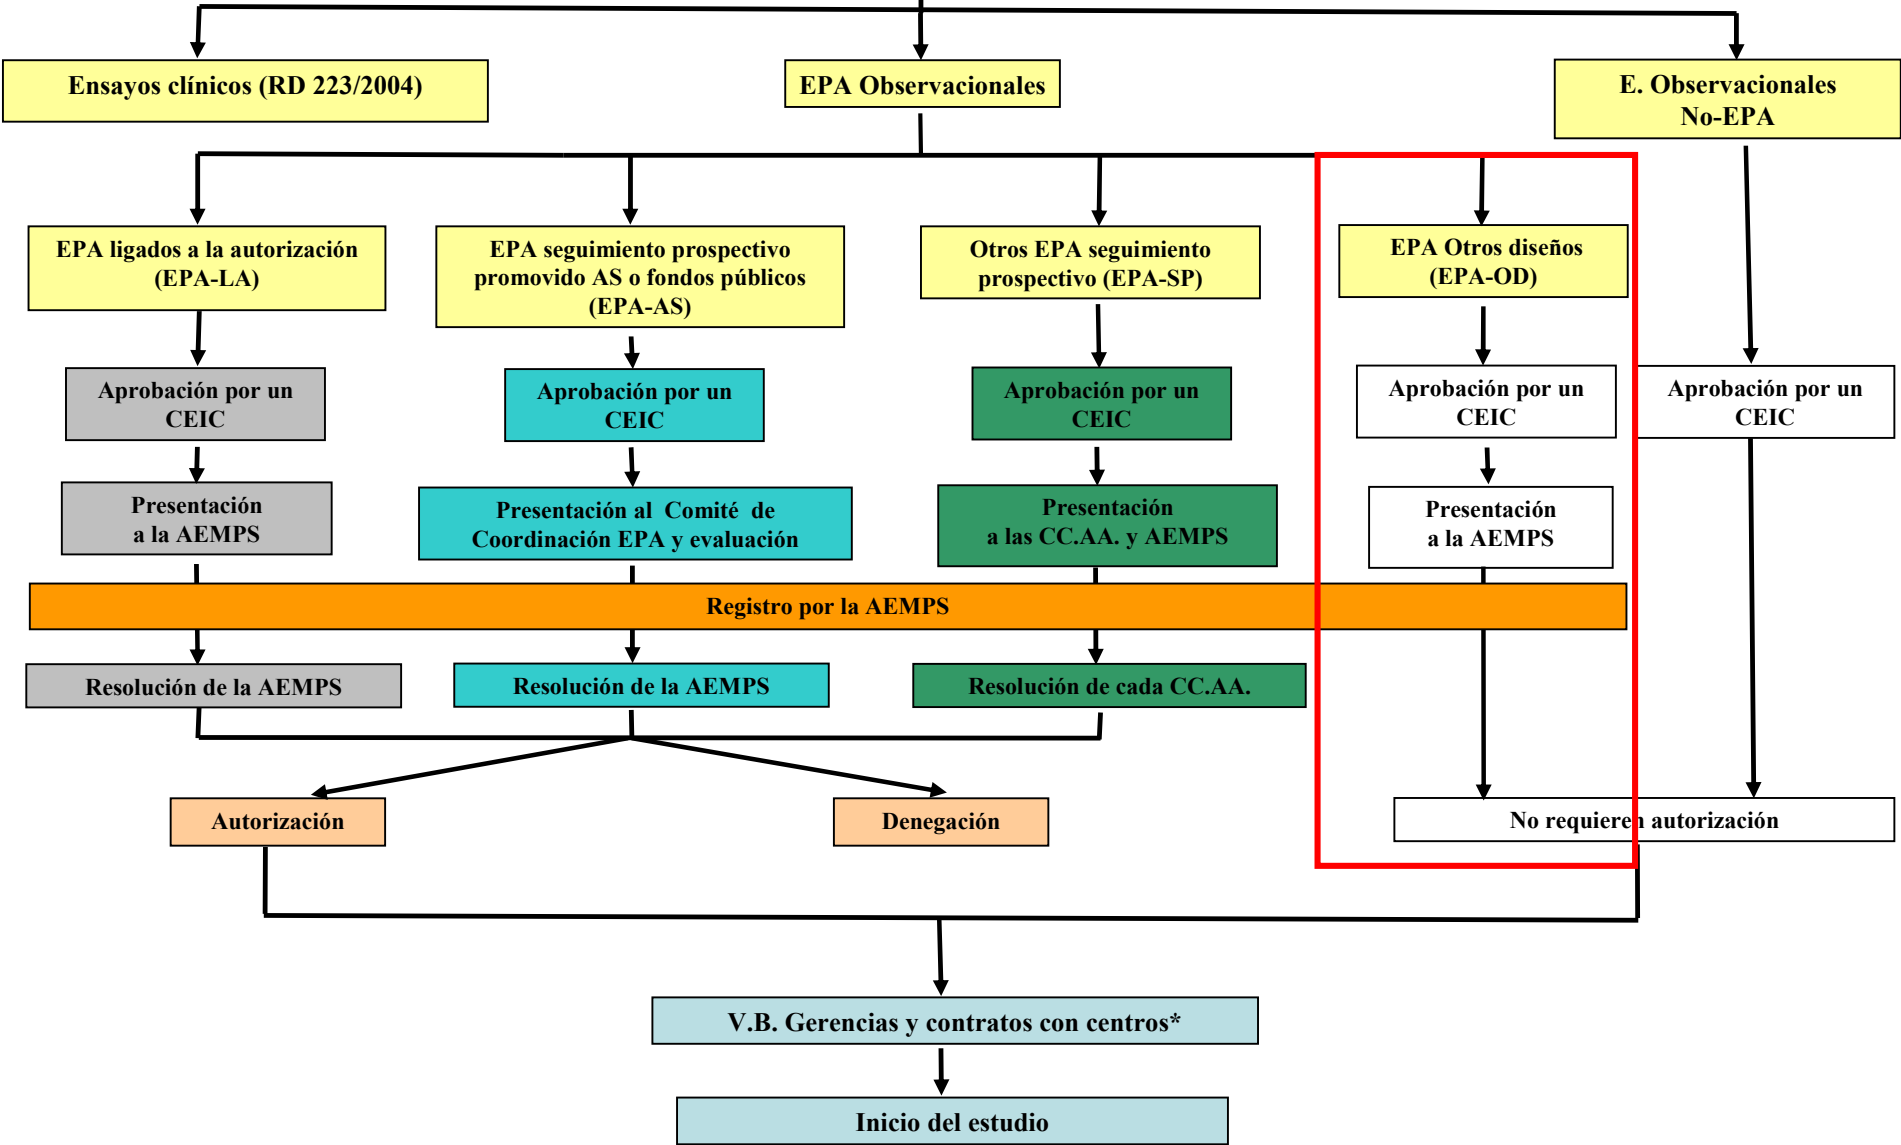 Ensayos clínicos (RD 223/2004)
EPA Observacionales
E. Observacionales
No-EPA
EPA ligados a la autorización
(EPA-LA)
EPA seguimiento prospectivo
promovido AS o fondos públicos
(EPA-AS)
Otros EPA seguimiento
prospectivo (EPA-SP)
EPA Otros diseños
(EPA-OD)
Aprobación por un
CEIC
Aprobación por un
CEIC
Aprobación por un
CEIC
Aprobación por un
CEIC
Aprobación por un
CEIC
Presentación
a la AEMPS
Presentación al Comité de
Coordinación EPA y evaluación
Presentación
a las CC.AA. y AEMPS
Presentación
a la AEMPS
Registro por la AEMPS
Resolución de la AEMPS
Resolución de la AEMPS
Resolución de cada CC.AA.
Autorización
Denegación
No requieren autorización
V.B. Gerencias y contratos con centros*
Inicio del estudio